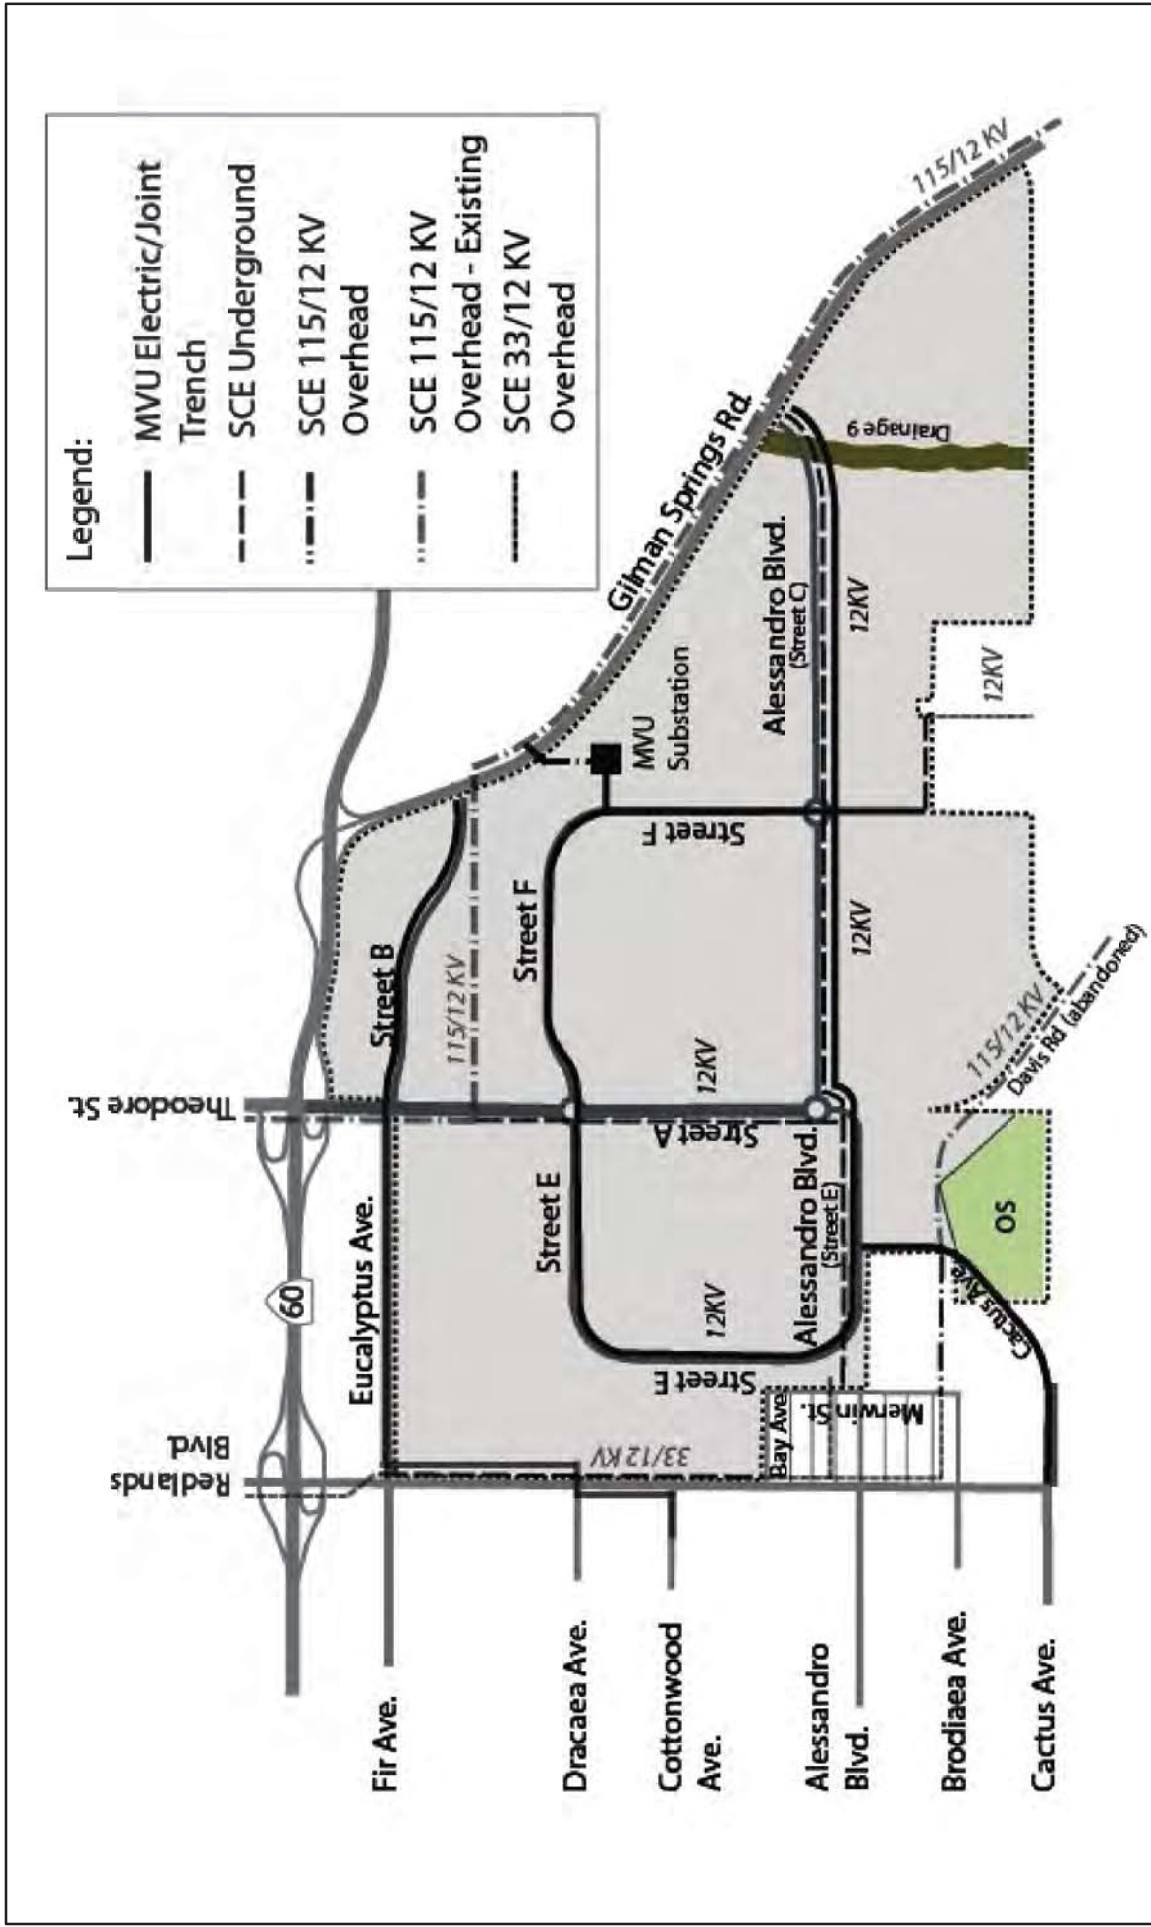 Legend:
MVU Electric/Joint
Trench
SCE Underground
SCE 115/12 KV
Overhead
SCE 115/12 KV
Overhead - Existing
SCE 33/12 KV
Overhead
Redlands
Blvd.
60
Theodore St.
Eucalyptus Ave.
Street B
115/12 KV
Street E
Street F
Gilman Springs Rd.
115/12 KV
MVU
Substation
Street F
Street A
12KV
Street E
12KV
33/12 KV
Bay Ave.
Merwin St.
Alessandro Blvd.
(Street E)
Alessandro Blvd.
(Street C)
12KV
12KV
Drainage 9
12KV
115/12 KV
Davis Rd (abandoned)
OS
Cactus Ave.
Fir Ave.
Dracaea Ave.
Cottonwood
Ave.
Alessandro
Blvd.
Brodiaea Ave.
Cactus Ave.